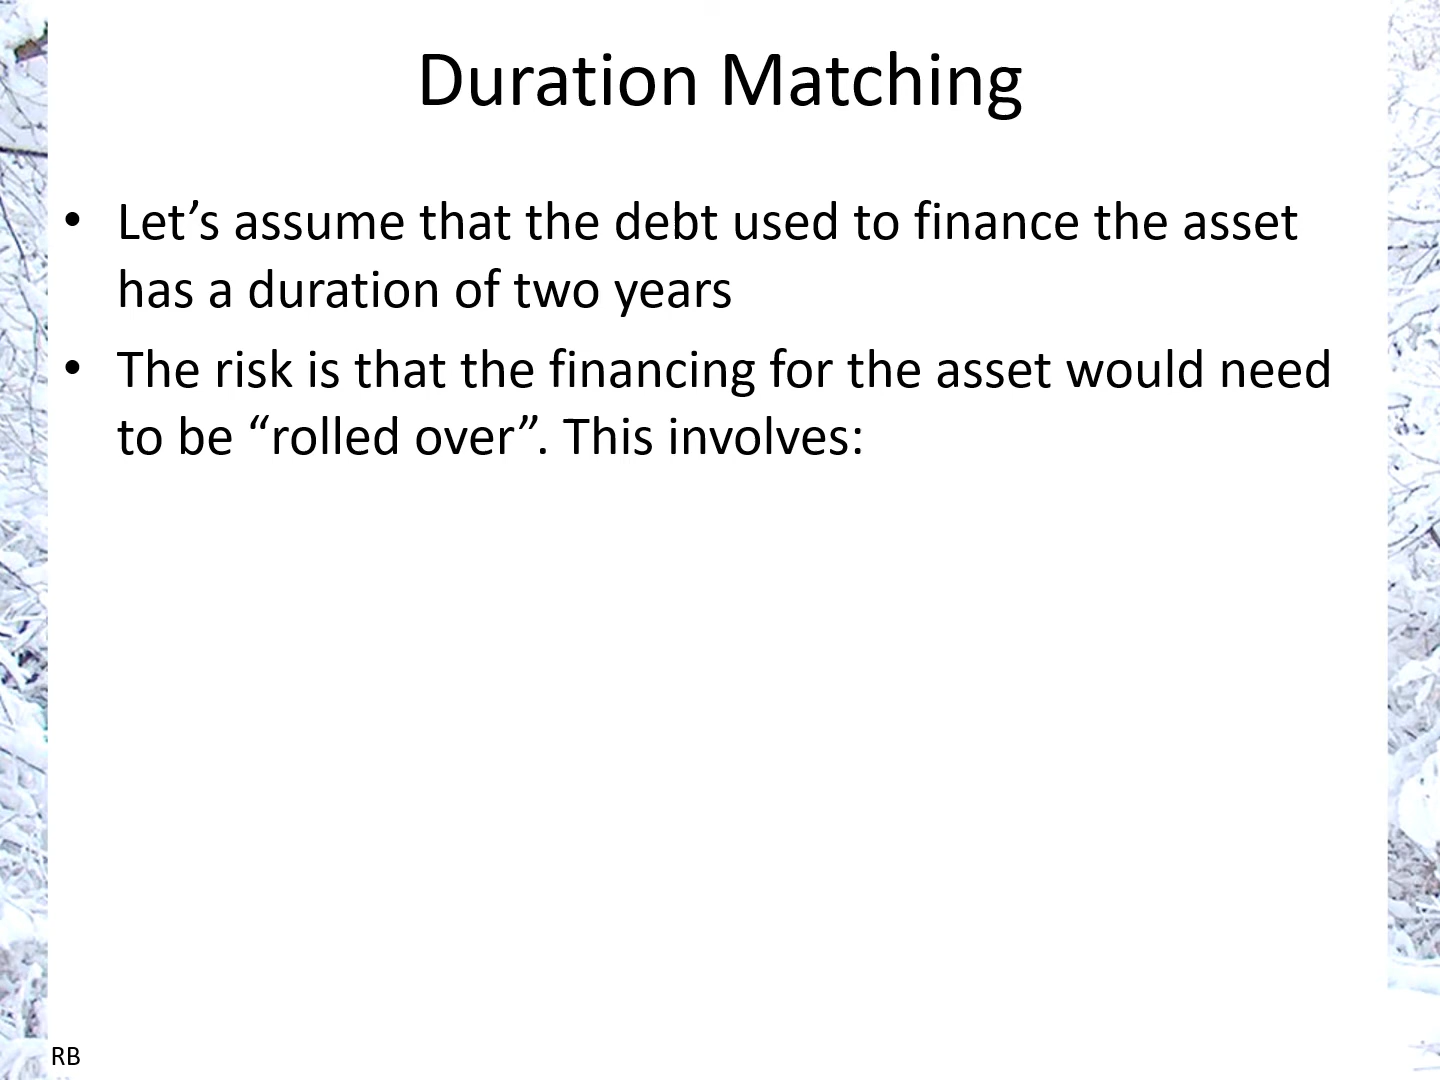 Duration Matching
• Let’s assume that the debt used to finance the asset
has a duration of two years
• The risk is that the financing for the asset would need
to be “rolled over”. This involves:
RB